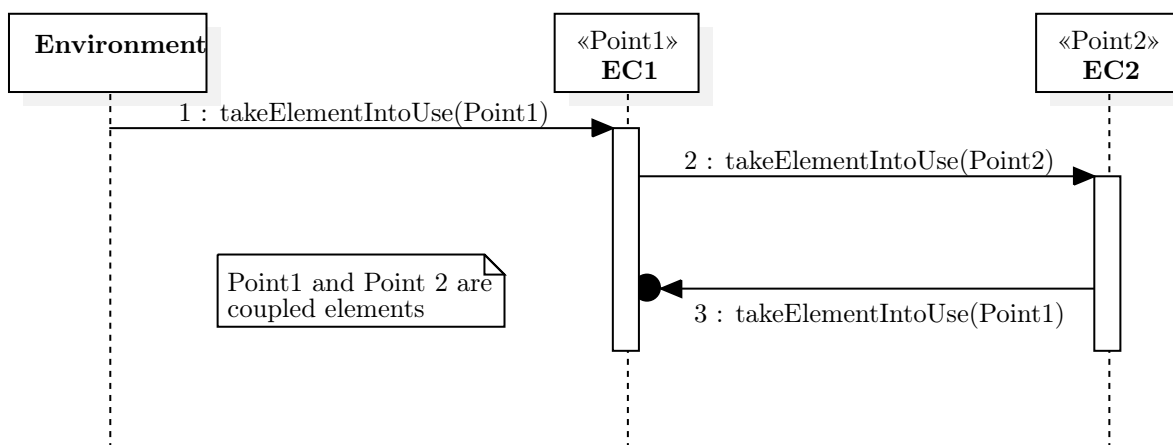 Environment
«Point1»
EC1
«Point2»
EC2
1 : takeElementIntoUse(Point1)
2 : takeElementIntoUse(Point2)
Point1 and Point 2 are
coupled elements
3 : takeElementIntoUse(Point1)